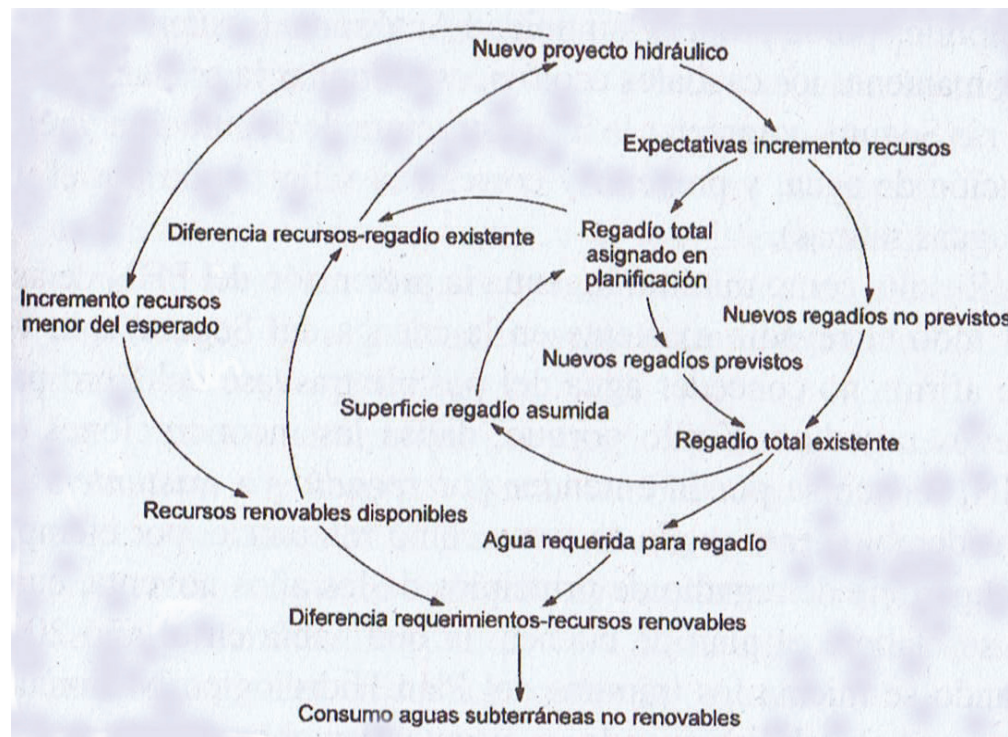 Nuevo proyecto hidráulico
Expectativas incremento recursos
Diferencia recursos-regadío existente
Regadío total
asignado en
planificación
Incremento recursos
menor del esperado
Nuevos regadíos no previstos
Nuevos regadíos previstos
Superficie regadío asumida
Regadío total existente
Recursos renovables disponibles
Agua requerida para regadío
Diferencia requerimientos-recursos renovables
Consumo aguas subterráneas no renovables